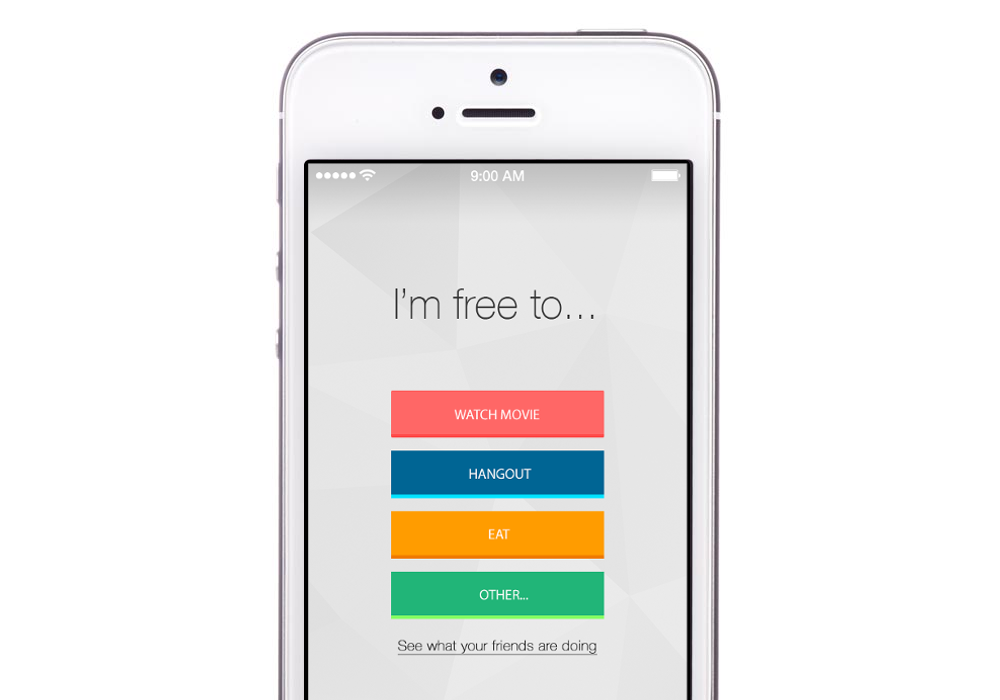 9:00 AM
I'm free to...
WATCH MOVIE
HANGOUT
EAT
OTHER...
See what your friends are doing